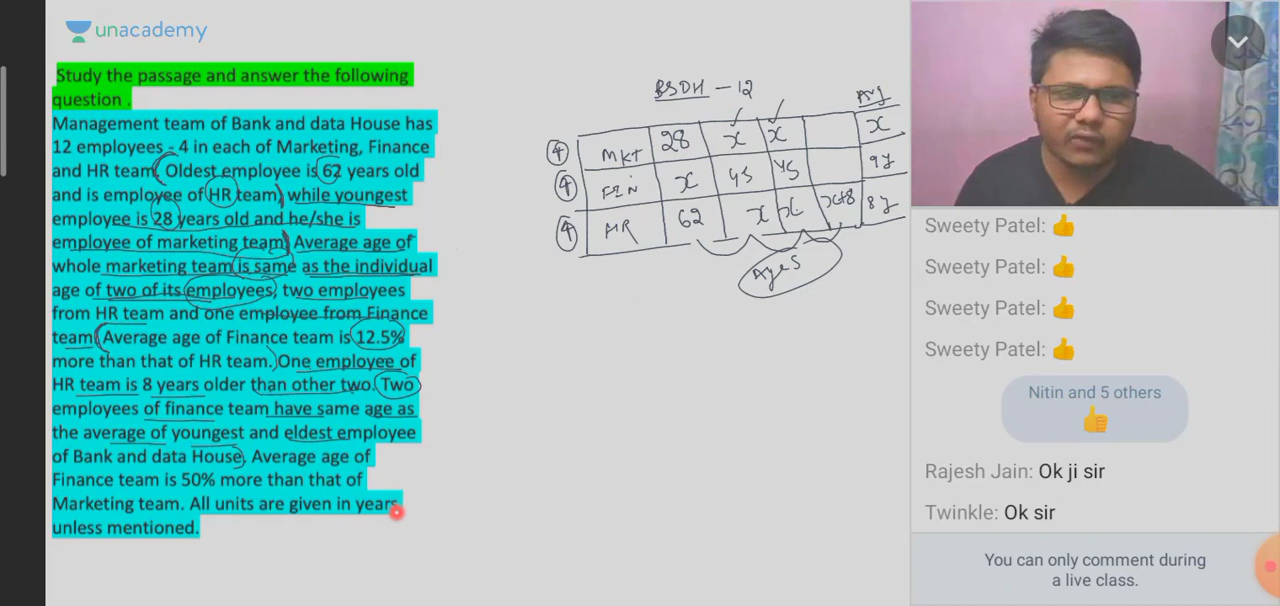 unacademy
Study the passage and answer the following
question .
Management team of Bank and data House has
12 employees - 4 in each of Marketing, Finance
and HR team. Oldest employee is 62 years old
and is employee of HR team, while youngest
employee is 28 years old and he/she is
employee of marketing team. Average age of
whole marketing team is same as the individual
age of two of its employees, two employees
from HR team and one employee from Finance
team. Average age of Finance team is 12.5%
more than that of HR team. One employee of
HR team is 8 years older than other two. Two
employees of finance team have same age as
the average of youngest and eldest employee
of Bank and data House. Average age of
Finance team is 50% more than that of
Marketing team. All units are given in years
unless mentioned.
BSDH - 12
Avg
4 MKT 28 x x x
4 FIN x 45 45 9y
4 HR 62 x x x+8 8y
Ages
Sweety Patel: 👍
Sweety Patel: 👍
Sweety Patel: 👍
Sweety Patel: 👍
Nitin and 5 others
👍
Rajesh Jain: Ok ji sir
Twinkle: Ok sir
You can only comment during
a live class.